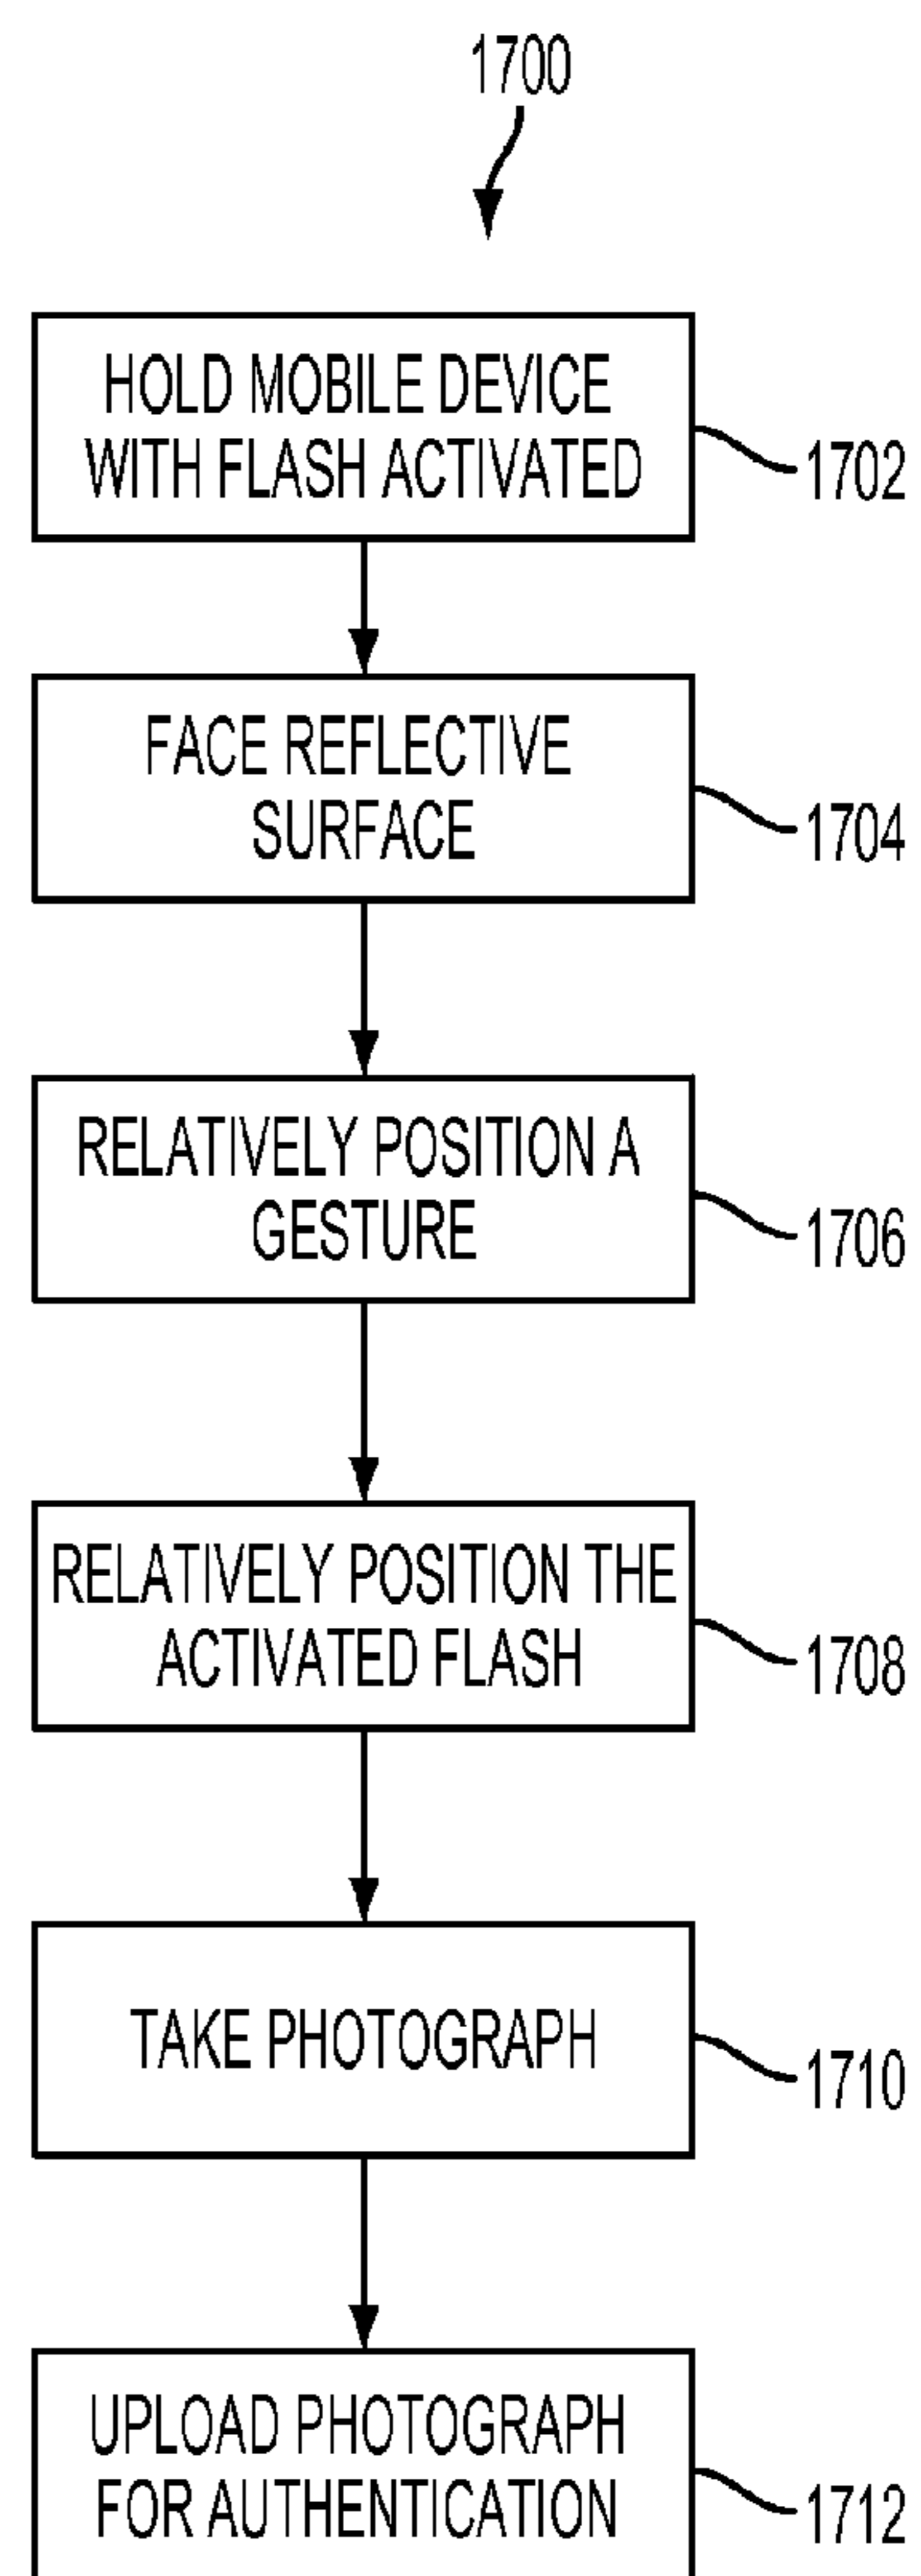 1700
HOLD MOBILE DEVICE
WITH FLASH ACTIVATED
1702
FACE REFLECTIVE
SURFACE
1704
RELATIVELY POSITION A
GESTURE
1706
RELATIVELY POSITION THE
ACTIVATED FLASH
1708
TAKE PHOTOGRAPH
1710
UPLOAD PHOTOGRAPH
FOR AUTHENTICATION
1712